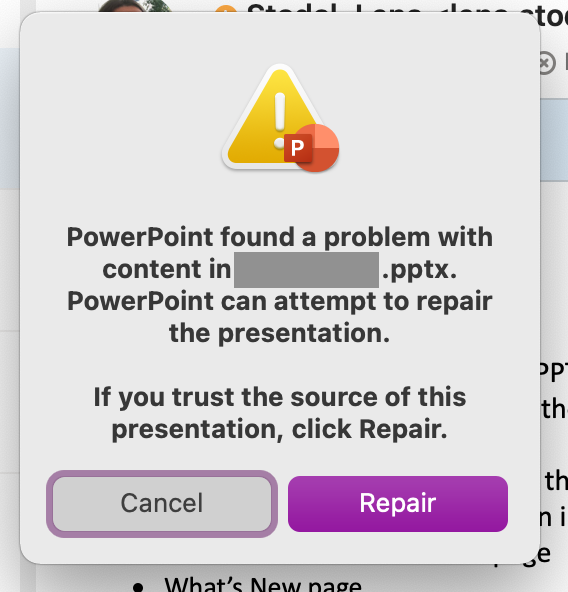 P
PowerPoint found a problem with
content in .pptx.
PowerPoint can attempt to repair
the presentation.
If you trust the source of this
presentation, click Repair.
Cancel
Repair
• What's New page